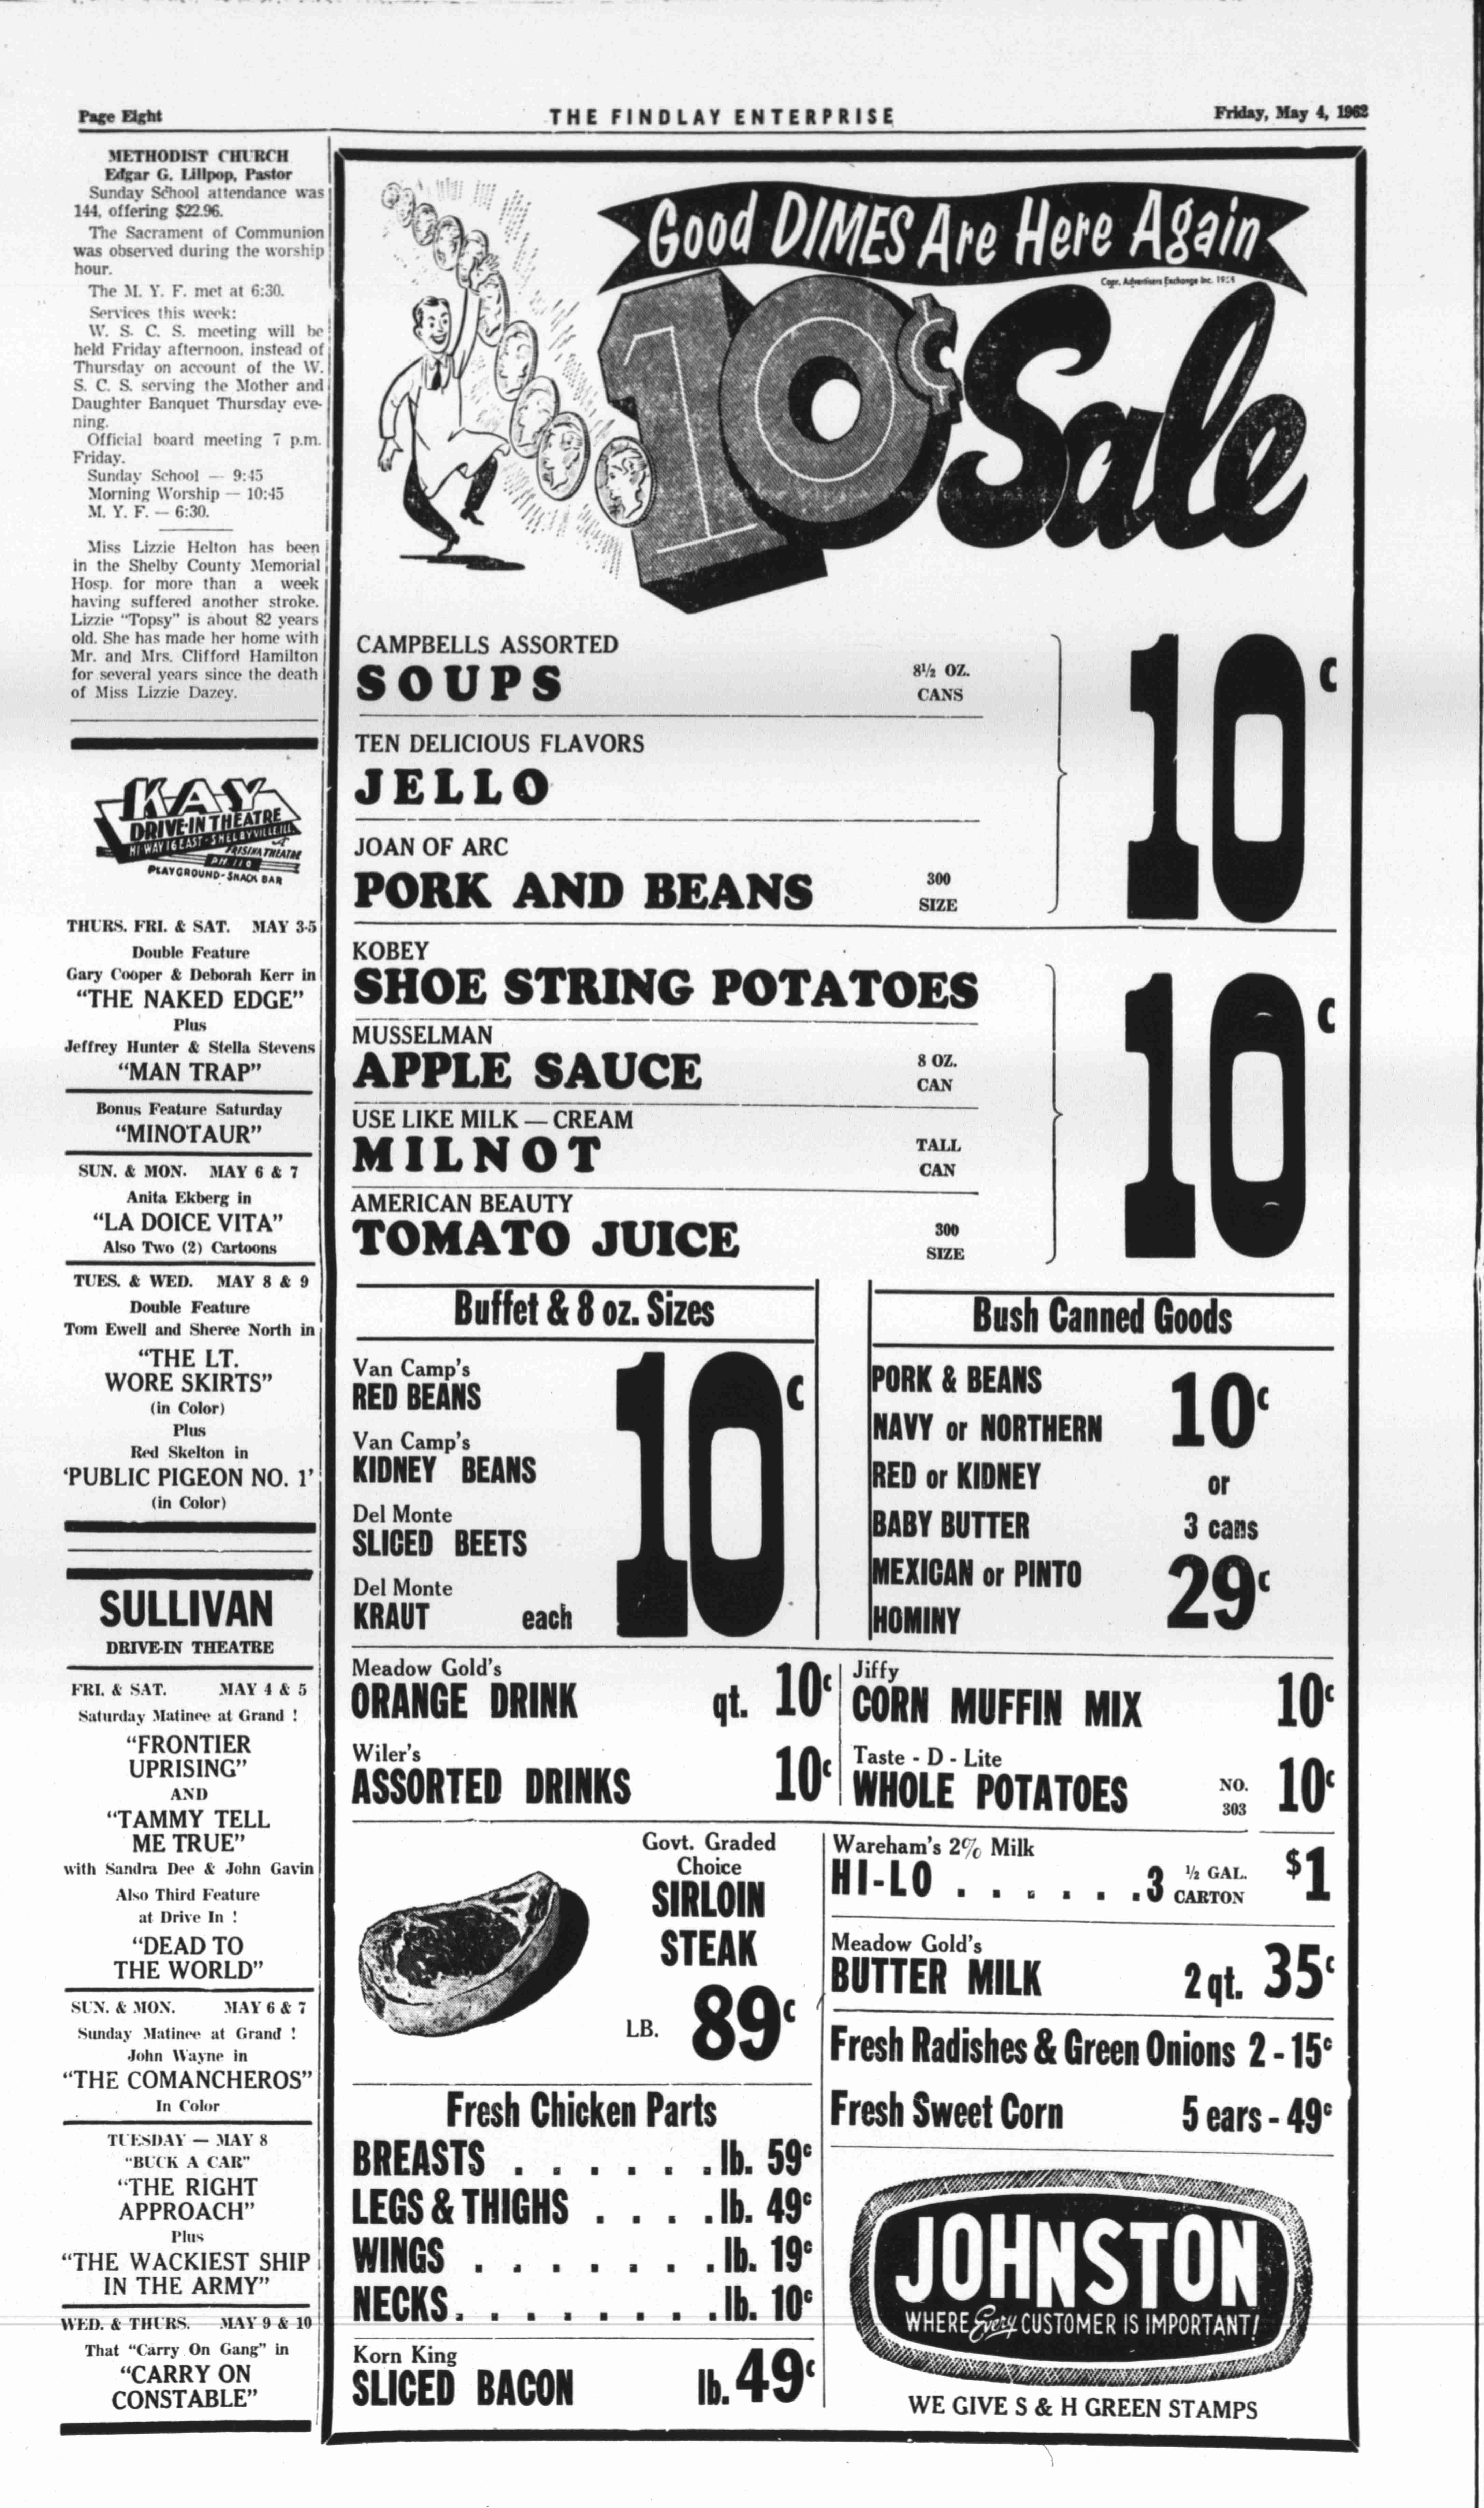 Page Eight
THE FINDLAY ENTERPRISE
Friday, May 4, 1962
METHODIST CHURCH
Edgar G. Lillpop, Pastor
Sunday School attendance was
144, offering $22.96.
The Sacrament of Communion
was observed during the worship
hour.
The M. Y. F. met at 6:30.
Services this week:
W. S. C. S. meeting will be
held Friday afternoon, instead of
Thursday on account of the W.
S. C. S. serving the Mother and
Daughter Banquet Thursday eve-
ning.
Official board meeting 7 p.m.
Friday.
Sunday School — 9:45
Morning Worship — 10:45
M. Y. F. — 6:30.
Miss Lizzie Helton has been
in the Shelby County Memorial
Hosp. for more than a week
having suffered another stroke.
Lizzie "Topsy" is about 82 years
old. She has made her home with
Mr. and Mrs. Clifford Hamilton
for several years since the death
of Miss Lizzie Dazey.
KAY
DRIVE-IN THEATRE
HI-WAY 16 EAST - SHELBYVILLE ILL.
A FRISINA THEATRE
PH 110
PLAYGROUND - SNACK BAR
THURS. FRI. & SAT. MAY 3-5
Double Feature
Gary Cooper & Deborah Kerr in
"THE NAKED EDGE"
Plus
Jeffrey Hunter & Stella Stevens
"MAN TRAP"
Bonus Feature Saturday
"MINOTAUR"
SUN. & MON. MAY 6 & 7
Anita Ekberg in
"LA DOICE VITA"
Also Two (2) Cartoons
TUES. & WED. MAY 8 & 9
Double Feature
Tom Ewell and Sheree North in
"THE LT.
WORE SKIRTS"
(in Color)
Plus
Red Skelton in
'PUBLIC PIGEON NO. 1'
(in Color)
SULLIVAN
DRIVE-IN THEATRE
FRI. & SAT. MAY 4 & 5
Saturday Matinee at Grand !
"FRONTIER
UPRISING"
AND
"TAMMY TELL
ME TRUE"
with Sandra Dee & John Gavin
Also Third Feature
at Drive In !
"DEAD TO
THE WORLD"
SUN. & MON. MAY 6 & 7
Sunday Matinee at Grand !
John Wayne in
"THE COMANCHEROS"
In Color
TUESDAY — MAY 8
"BUCK A CAR"
"THE RIGHT
APPROACH"
Plus
"THE WACKIEST SHIP
IN THE ARMY"
WED. & THURS. MAY 9 & 10
That "Carry On Gang" in
"CARRY ON
CONSTABLE"
Good DIMES Are Here Again
Copr. Advertisers Exchange Inc.
10¢ Sale
CAMPBELLS ASSORTED
SOUPS 8½ OZ. CANS
TEN DELICIOUS FLAVORS
JELLO
JOAN OF ARC
PORK AND BEANS 300 SIZE
10c
KOBEY
SHOE STRING POTATOES
MUSSELMAN
APPLE SAUCE 8 OZ. CAN
USE LIKE MILK — CREAM
MILNOT TALL CAN
AMERICAN BEAUTY
TOMATO JUICE 300 SIZE
10c
Buffet & 8 oz. Sizes
Van Camp's
RED BEANS
Van Camp's
KIDNEY BEANS
Del Monte
SLICED BEETS
Del Monte
KRAUT each
10c
Bush Canned Goods
PORK & BEANS
NAVY or NORTHERN
RED or KIDNEY
BABY BUTTER
MEXICAN or PINTO
HOMINY
10c
or
3 cans
29c
Meadow Gold's
ORANGE DRINK qt. 10c
Wiler's
ASSORTED DRINKS 10c
Jiffy
CORN MUFFIN MIX 10c
Taste - D - Lite
WHOLE POTATOES NO. 303 10c
Govt. Graded
Choice
SIRLOIN
STEAK
LB. 89c
Fresh Chicken Parts
BREASTS . . . . . . . lb. 59c
LEGS & THIGHS . . . . . lb. 49c
WINGS . . . . . . . lb. 19c
NECKS . . . . . . . . lb. 10c
Korn King
SLICED BACON lb. 49c
Wareham's 2% Milk
HI-LO . . . . . . . 3 ½ GAL. CARTON $1
Meadow Gold's
BUTTER MILK 2 qt. 35c
Fresh Radishes & Green Onions 2 - 15c
Fresh Sweet Corn 5 ears - 49c
JOHNSTON
WHERE Every CUSTOMER IS IMPORTANT!
WE GIVE S & H GREEN STAMPS